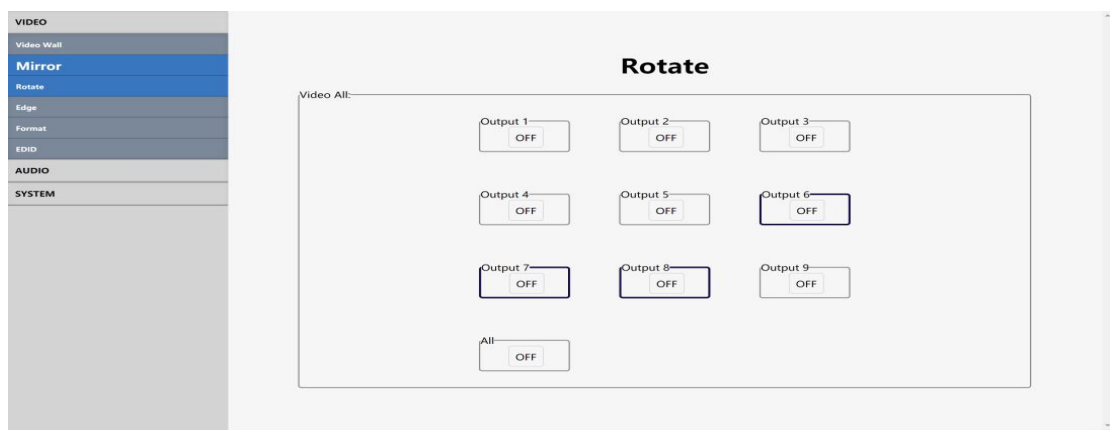 VIDEO
Video Wall
Mirror
Rotate
Edge
Format
EDID
AUDIO
SYSTEM
Rotate
Video All:
Output 1 Output 2 Output 3
OFF OFF OFF
Output 4 Output 5 Output 6
OFF OFF OFF
Output 7 Output 8 Output 9
OFF OFF OFF
All
OFF